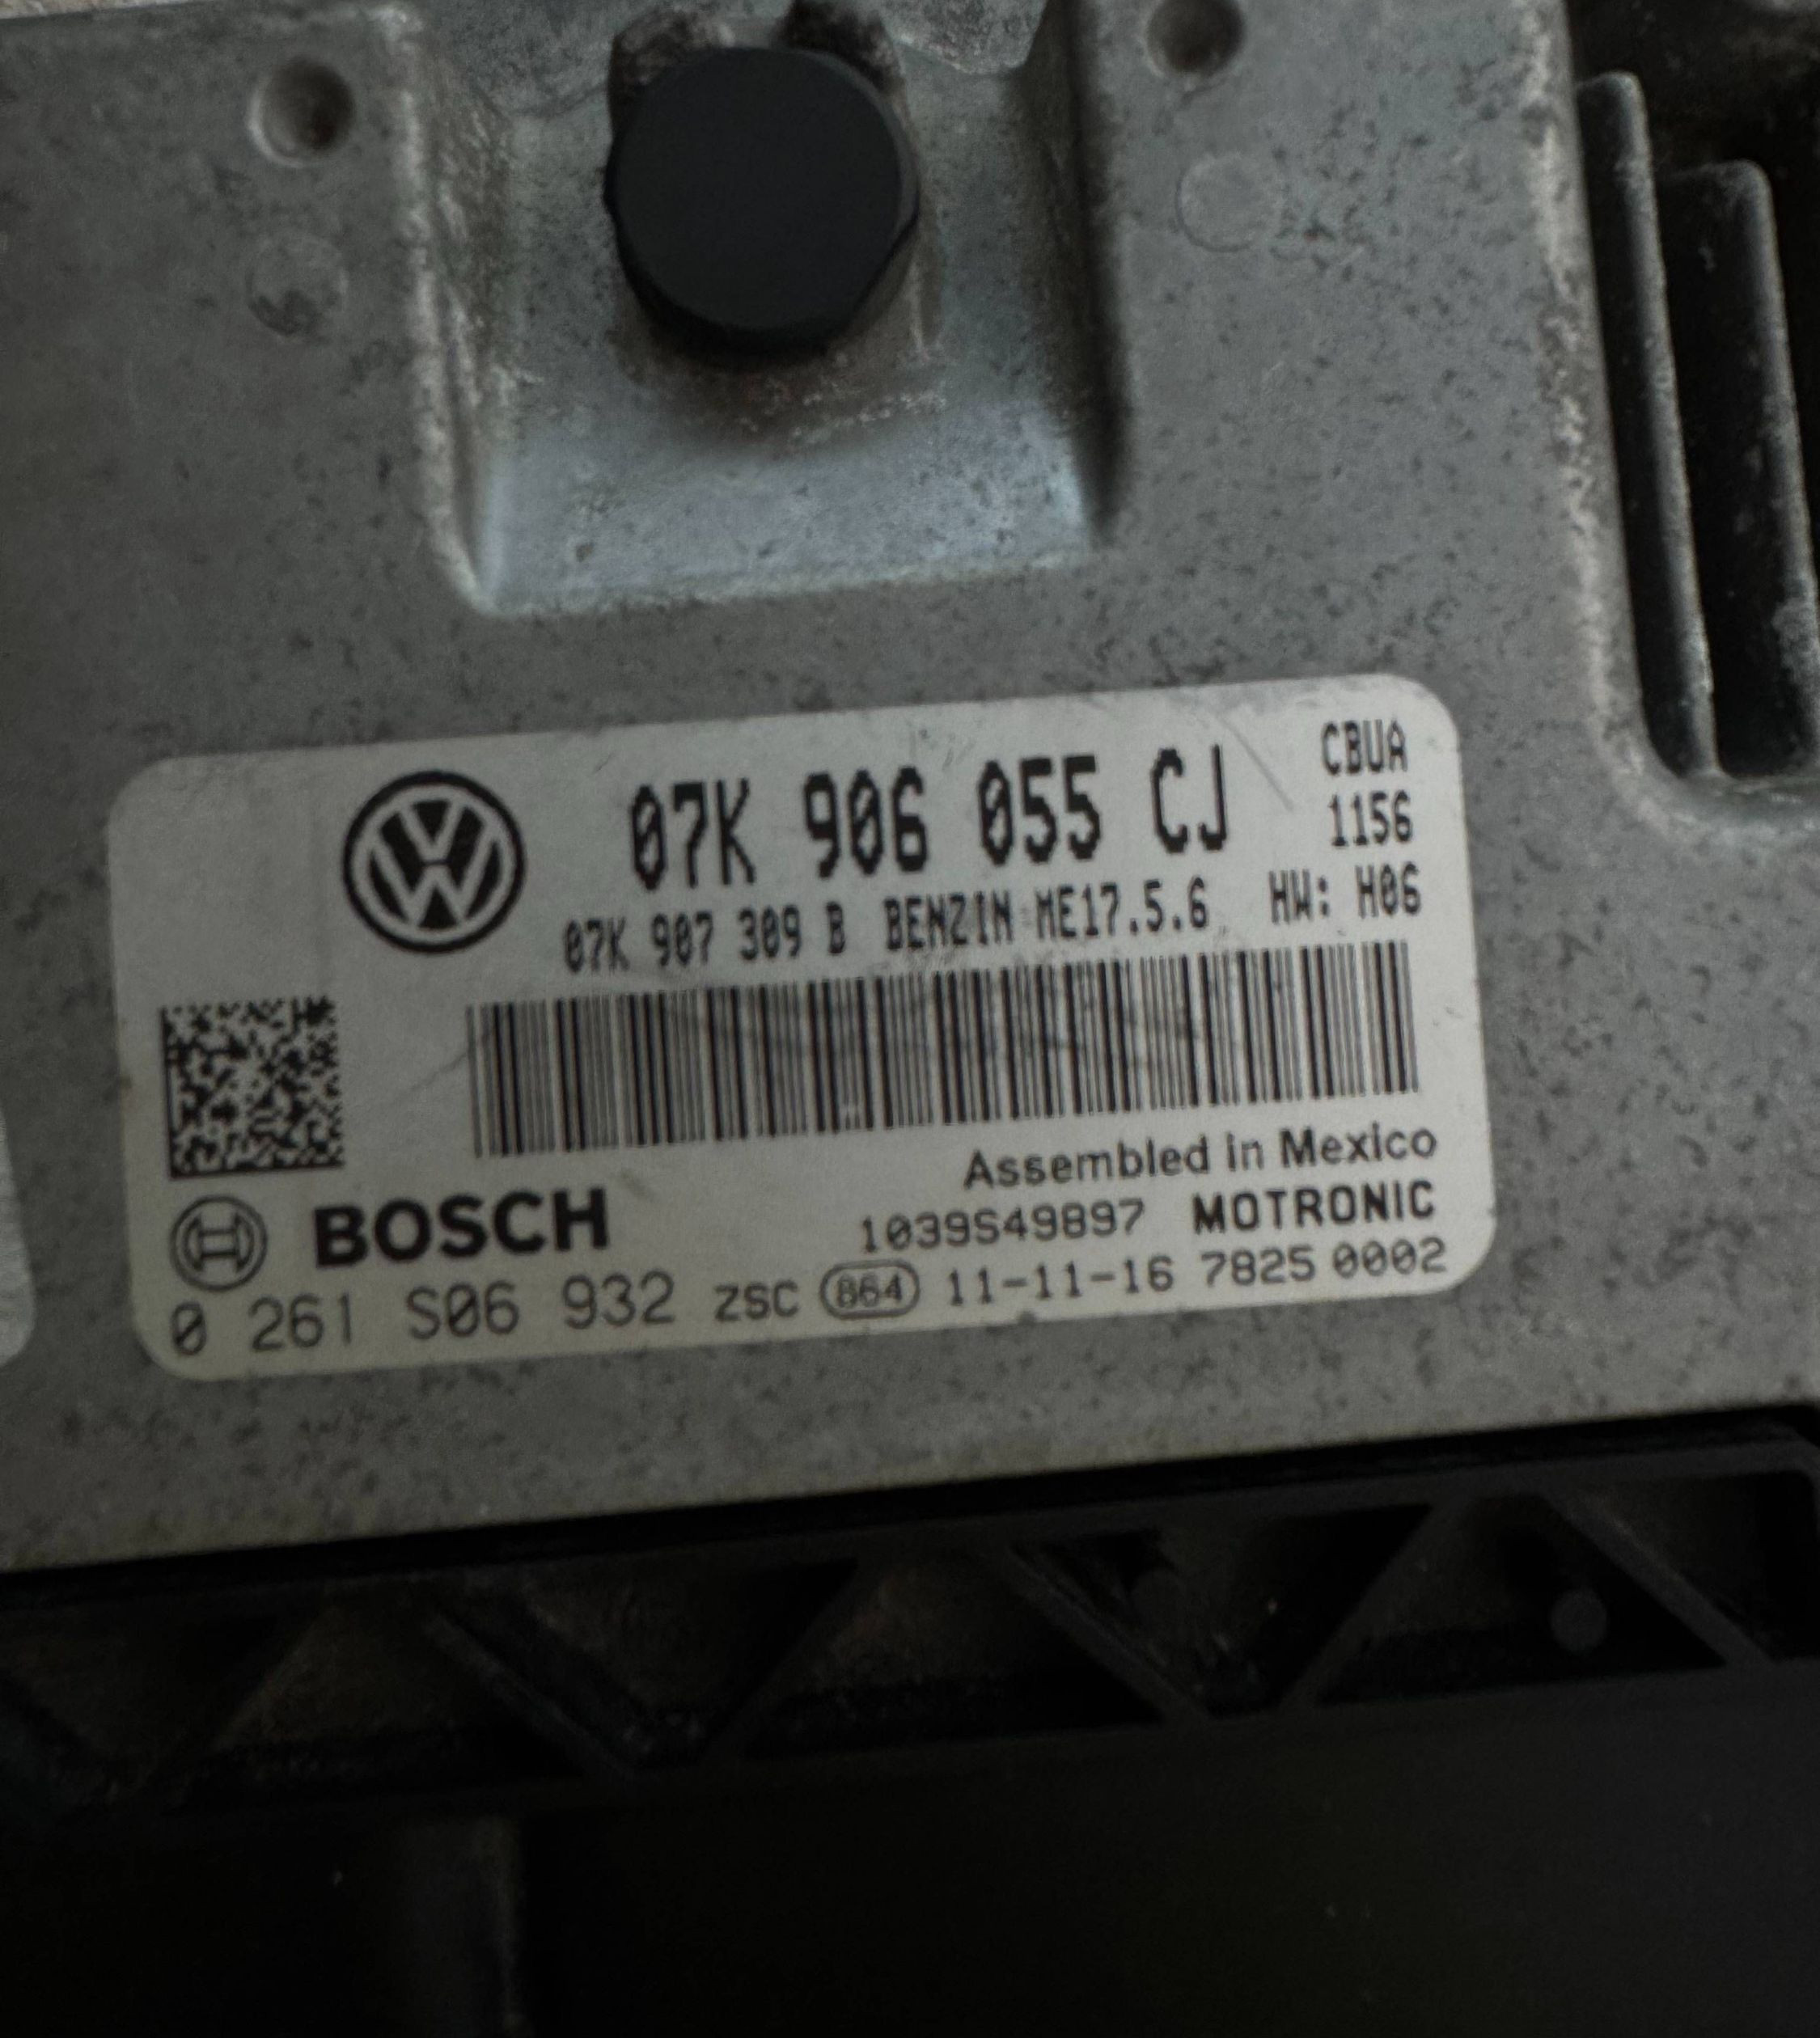 07K 906 055 CJ CBUA
1156
07K 907 309 B BENZIN ME17.5.6 HW: H06
Assembled in Mexico
BOSCH 1039S49897 MOTRONIC
0 261 S06 932 ZSC 864 11-11-16 7825 0002